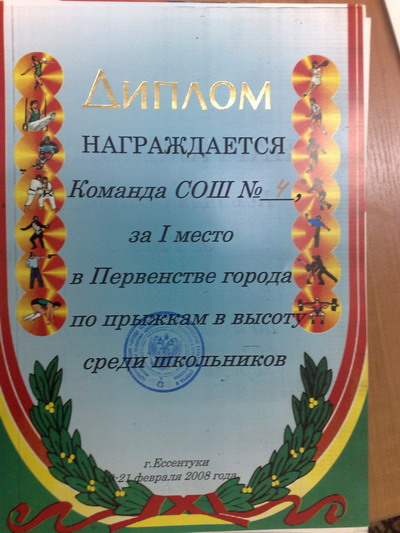 ДИПЛОМ
НАГРАЖДАЕТСЯ
Команда СОШ № 4,
за I место
в Первенстве города
по прыжкам в высоту
среди школьников
г.Ессентуки
-21 февраля 2008 года